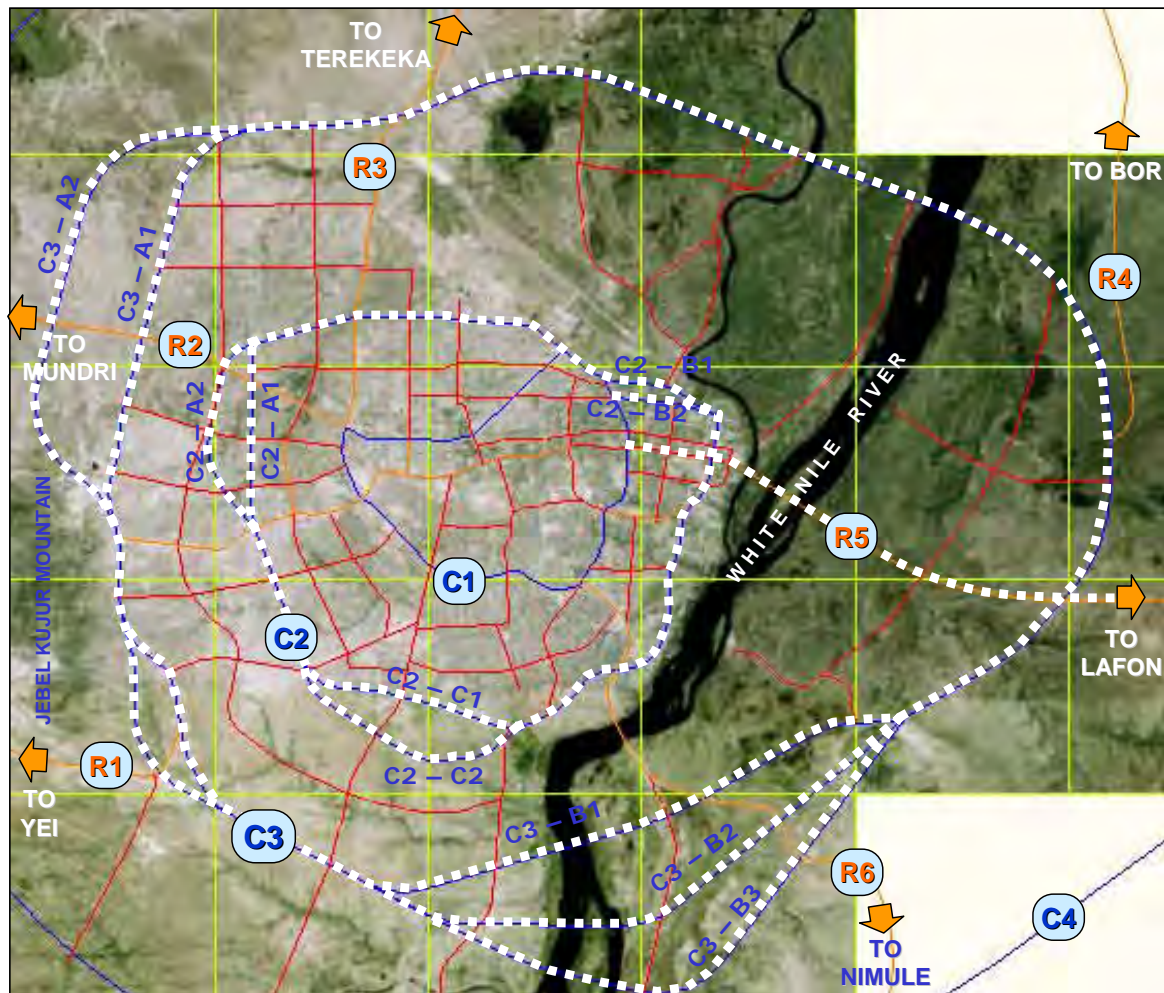 TO
TEREKEKA
R3
TO BOR
C3 – A2
C3 – A1
R4
R2
TO
MUNDRI
C2 – B1
C2 – B2
C2 – A2
C2 – A1
WHITE NILE RIVER
R5
JEBEL KUJUR MOUNTAIN
C1
C2
TO
LAFON
C2 – C1
C2 – C2
R1
TO
YEI
C3
C3 – B1
C3 – B2
C3 – B3
R6
C4
TO
NIMULE